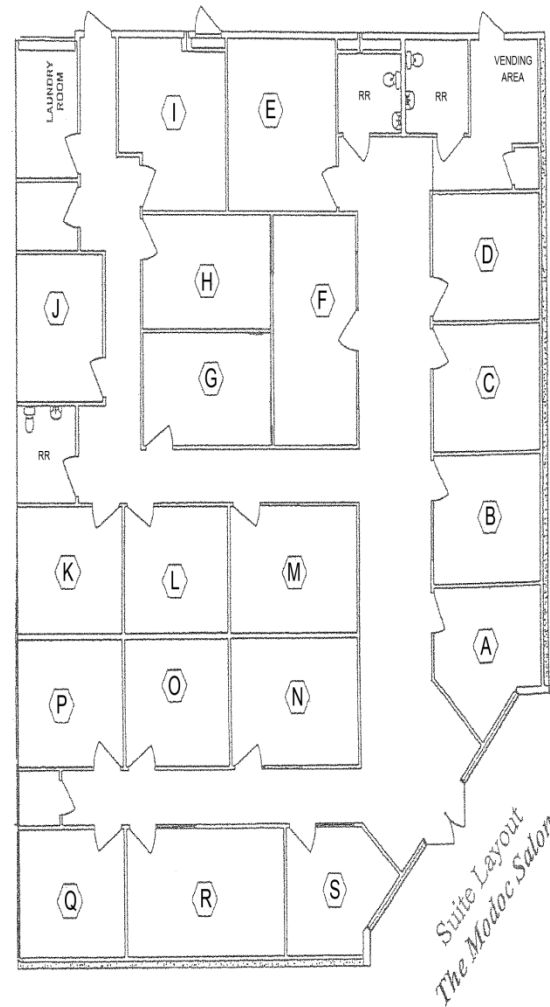 LAUNDRY
ROOM
I
E
RR
RR
VENDING
AREA
D
H
F
J
C
G
RR
B
K
L
M
A
P
O
N
Q
R
S
Suite Layout
The Modoc Salon